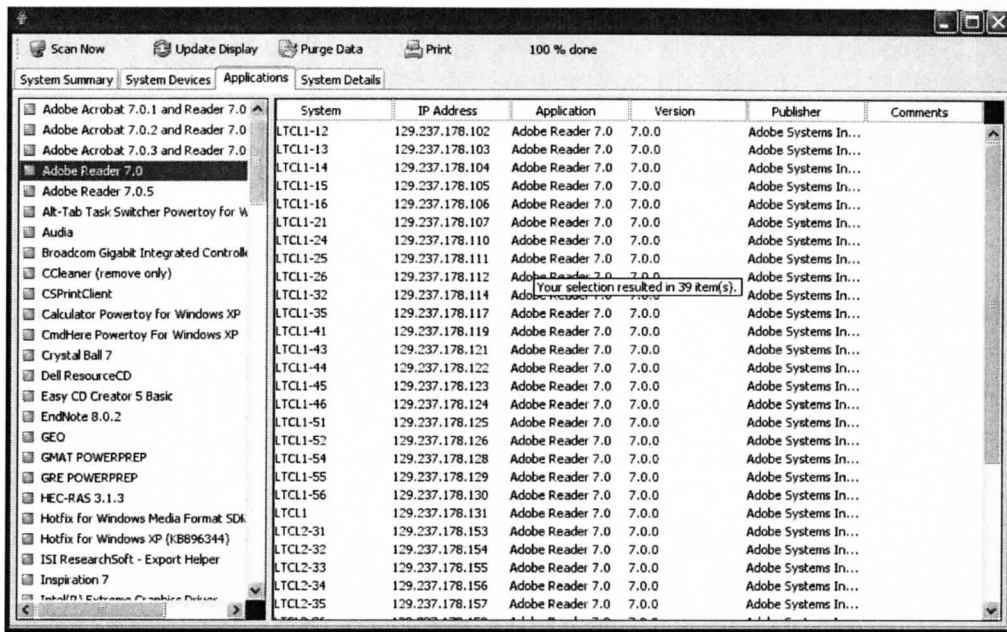 Scan Now Update Display Purge Data Print 100 % done
System Summary System Devices Applications System Details
Adobe Acrobat 7.0.1 and Reader 7.0
Adobe Acrobat 7.0.2 and Reader 7.0
Adobe Acrobat 7.0.3 and Reader 7.0
Adobe Reader 7.0
Adobe Reader 7.0.5
Alt-Tab Task Switcher Powertoy for W
Audia
Broadcom Gigabit Integrated Controlle
CCleaner (remove only)
CSPrintClient
Calculator Powertoy for Windows XP
CmdHere Powertoy For Windows XP
Crystal Ball 7
Dell ResourceCD
Easy CD Creator 5 Basic
EndNote 8.0.2
GEO
GMAT POWERPREP
GRE POWERPREP
HEC-RAS 3.1.3
Hotfix for Windows Media Format SDK
Hotfix for Windows XP (KB896344)
ISI ResearchSoft - Export Helper
Inspiration 7
Intel(R) Extreme Graphics Driver
System IP Address Application Version Publisher Comments
LTCL1-12 129.237.178.102 Adobe Reader 7.0 7.0.0 Adobe Systems In...
LTCL1-13 129.237.178.103 Adobe Reader 7.0 7.0.0 Adobe Systems In...
LTCL1-14 129.237.178.104 Adobe Reader 7.0 7.0.0 Adobe Systems In...
LTCL1-15 129.237.178.105 Adobe Reader 7.0 7.0.0 Adobe Systems In...
LTCL1-16 129.237.178.106 Adobe Reader 7.0 7.0.0 Adobe Systems In...
LTCL1-21 129.237.178.107 Adobe Reader 7.0 7.0.0 Adobe Systems In...
LTCL1-24 129.237.178.110 Adobe Reader 7.0 7.0.0 Adobe Systems In...
LTCL1-25 129.237.178.111 Adobe Reader 7.0 7.0.0 Adobe Systems In...
LTCL1-26 129.237.178.112 Adobe Reader 7.0 7.0.0 Adobe Systems In...
Your selection resulted in 39 item(s).
LTCL1-32 129.237.178.114 Adobe Reader 7.0 7.0.0 Adobe Systems In...
LTCL1-35 129.237.178.117 Adobe Reader 7.0 7.0.0 Adobe Systems In...
LTCL1-41 129.237.178.119 Adobe Reader 7.0 7.0.0 Adobe Systems In...
LTCL1-43 129.237.178.121 Adobe Reader 7.0 7.0.0 Adobe Systems In...
LTCL1-44 129.237.178.122 Adobe Reader 7.0 7.0.0 Adobe Systems In...
LTCL1-45 129.237.178.123 Adobe Reader 7.0 7.0.0 Adobe Systems In...
LTCL1-46 129.237.178.124 Adobe Reader 7.0 7.0.0 Adobe Systems In...
LTCL1-51 129.237.178.125 Adobe Reader 7.0 7.0.0 Adobe Systems In...
LTCL1-52 129.237.178.126 Adobe Reader 7.0 7.0.0 Adobe Systems In...
LTCL1-54 129.237.178.128 Adobe Reader 7.0 7.0.0 Adobe Systems In...
LTCL1-55 129.237.178.129 Adobe Reader 7.0 7.0.0 Adobe Systems In...
LTCL1-56 129.237.178.130 Adobe Reader 7.0 7.0.0 Adobe Systems In...
LTCL1 129.237.178.131 Adobe Reader 7.0 7.0.0 Adobe Systems In...
LTCL2-31 129.237.178.153 Adobe Reader 7.0 7.0.0 Adobe Systems In...
LTCL2-32 129.237.178.154 Adobe Reader 7.0 7.0.0 Adobe Systems In...
LTCL2-33 129.237.178.155 Adobe Reader 7.0 7.0.0 Adobe Systems In...
LTCL2-34 129.237.178.156 Adobe Reader 7.0 7.0.0 Adobe Systems In...
LTCL2-35 129.237.178.157 Adobe Reader 7.0 7.0.0 Adobe Systems In...